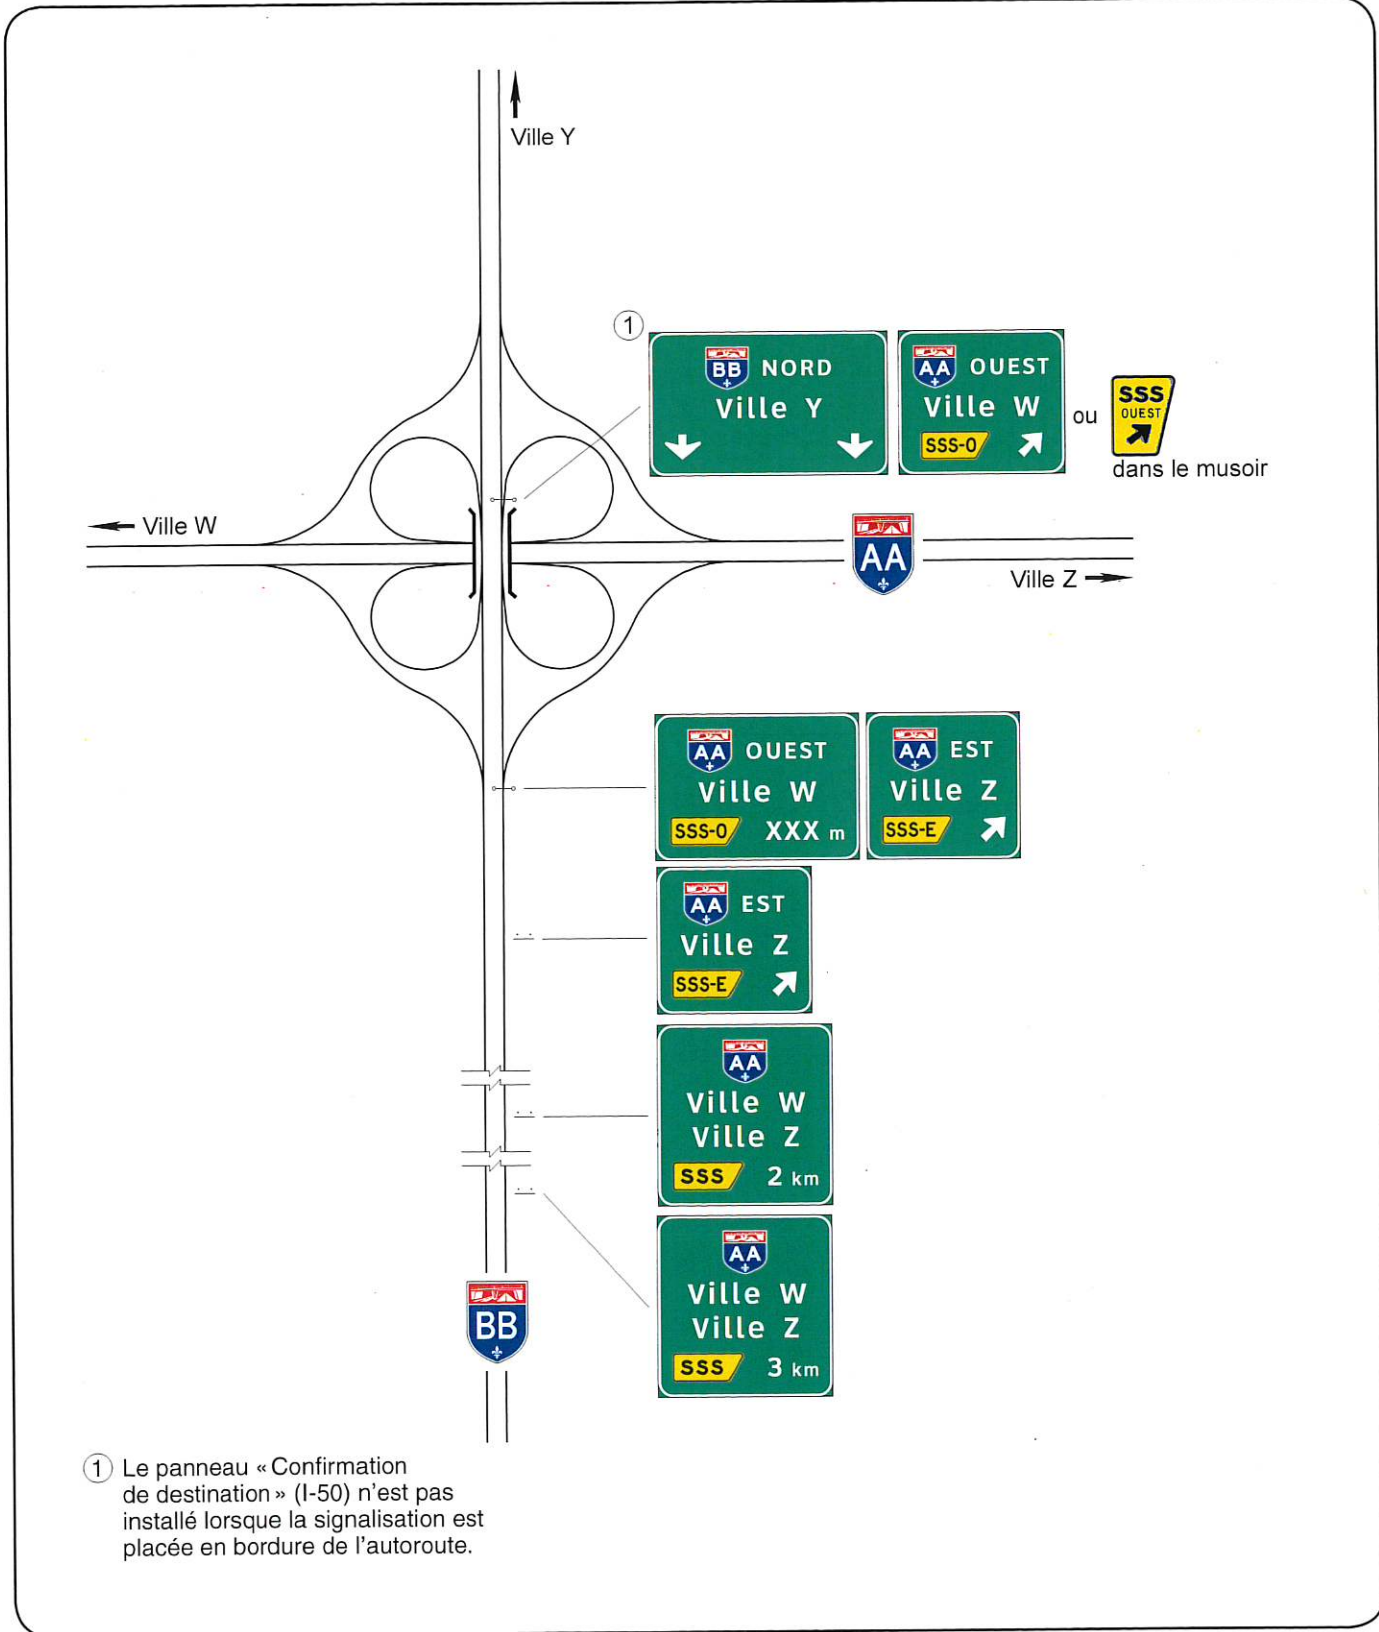 Ville Y
1
BB NORD
Ville Y
AA OUEST
Ville W
SSS-O
ou
SSS
OUEST
dans le musoir
Ville W
AA
Ville Z
AA OUEST
Ville W
SSS-O XXX m
AA EST
Ville Z
SSS-E
AA EST
Ville Z
SSS-E
AA
Ville W
Ville Z
SSS 2 km
AA
Ville W
Ville Z
SSS 3 km
BB
1 Le panneau « Confirmation
de destination » (I-50) n'est pas
installé lorsque la signalisation est
placée en bordure de l'autoroute.